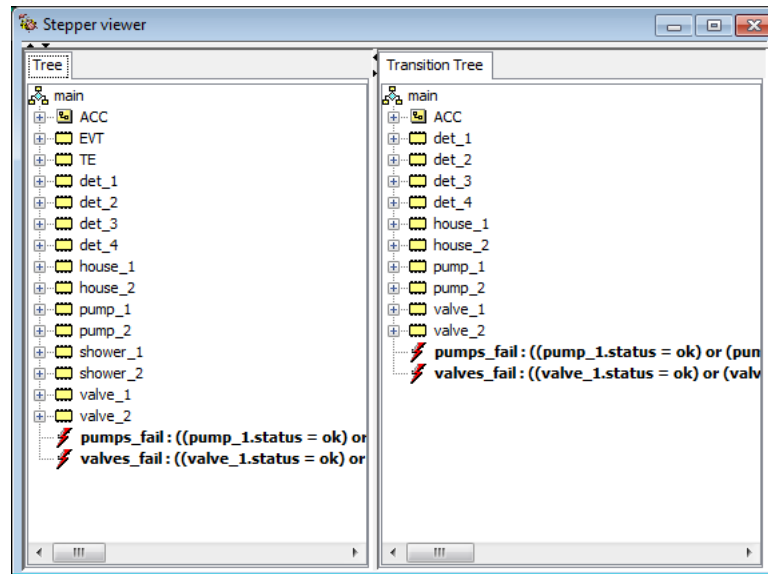 Stepper viewer
Tree
main
ACC
EVT
TE
det_1
det_2
det_3
det_4
house_1
house_2
pump_1
pump_2
shower_1
shower_2
valve_1
valve_2
pumps_fail : ((pump_1.status = ok) or
valves_fail : ((valve_1.status = ok) or
Transition Tree
main
ACC
det_1
det_2
det_3
det_4
house_1
house_2
pump_1
pump_2
valve_1
valve_2
pumps_fail : ((pump_1.status = ok) or (pun
valves_fail : ((valve_1.status = ok) or (valv